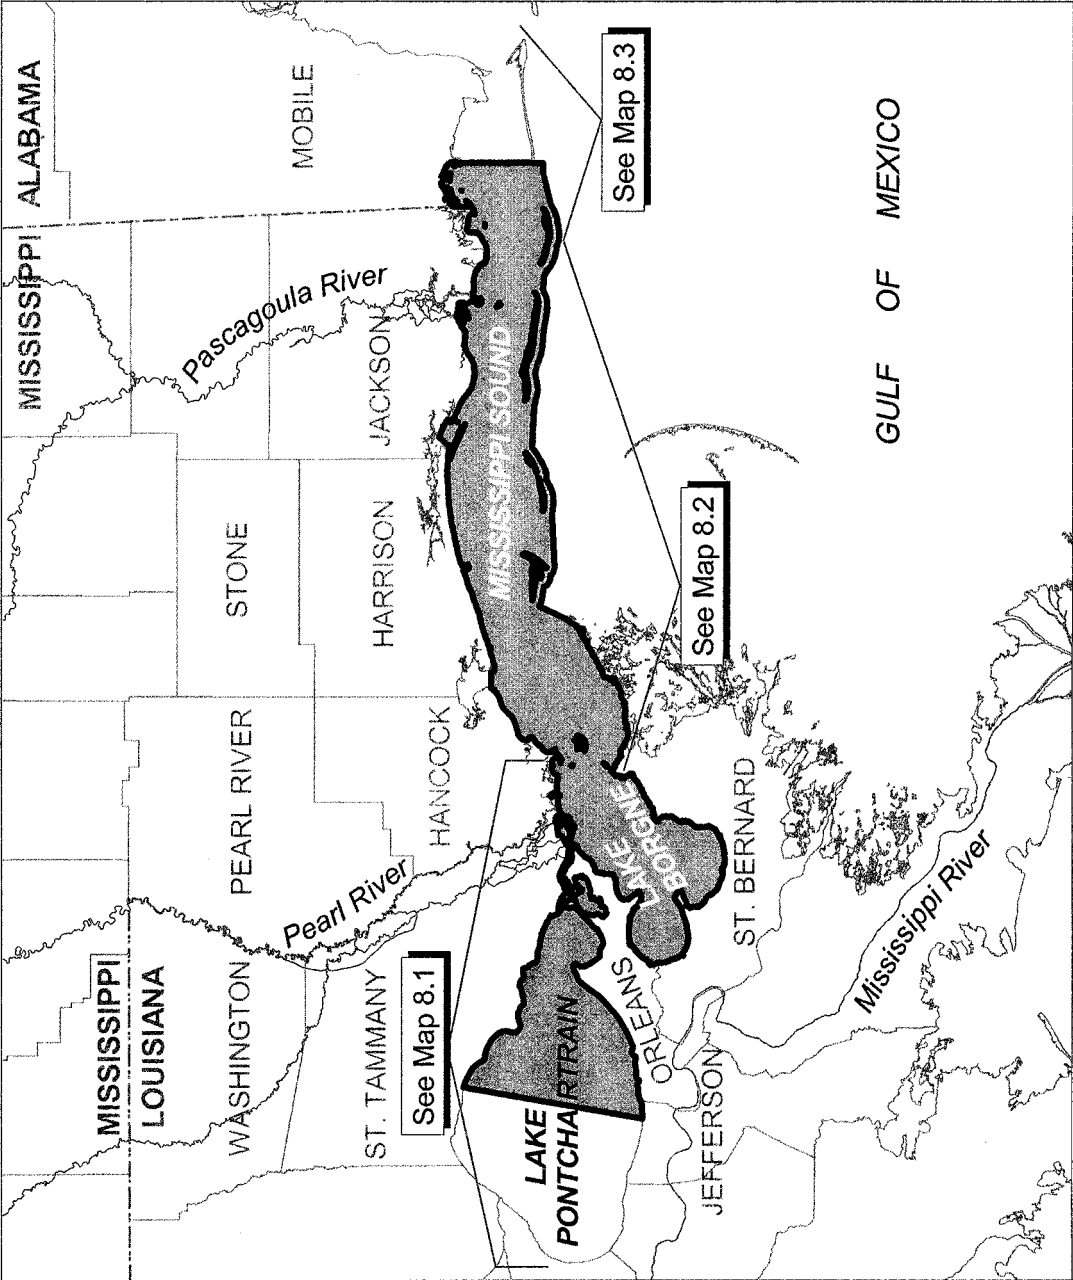 MISSISSIPPI
LOUISIANA
MISSISSIPPI
ALABAMA
WASHINGTON
PEARL RIVER
STONE
MOBILE
Pearl River
Pascagoula River
ST. TAMMANY
HANCOCK
HARRISON
JACKSON
See Map 8.1
LAKE
PONTCHARTRAIN
MISSISSIPPI SOUND
LAKE
BORGNE
ORLEANS
See Map 8.3
See Map 8.2
JEFFERSON
ST. BERNARD
Mississippi River
GULF OF MEXICO